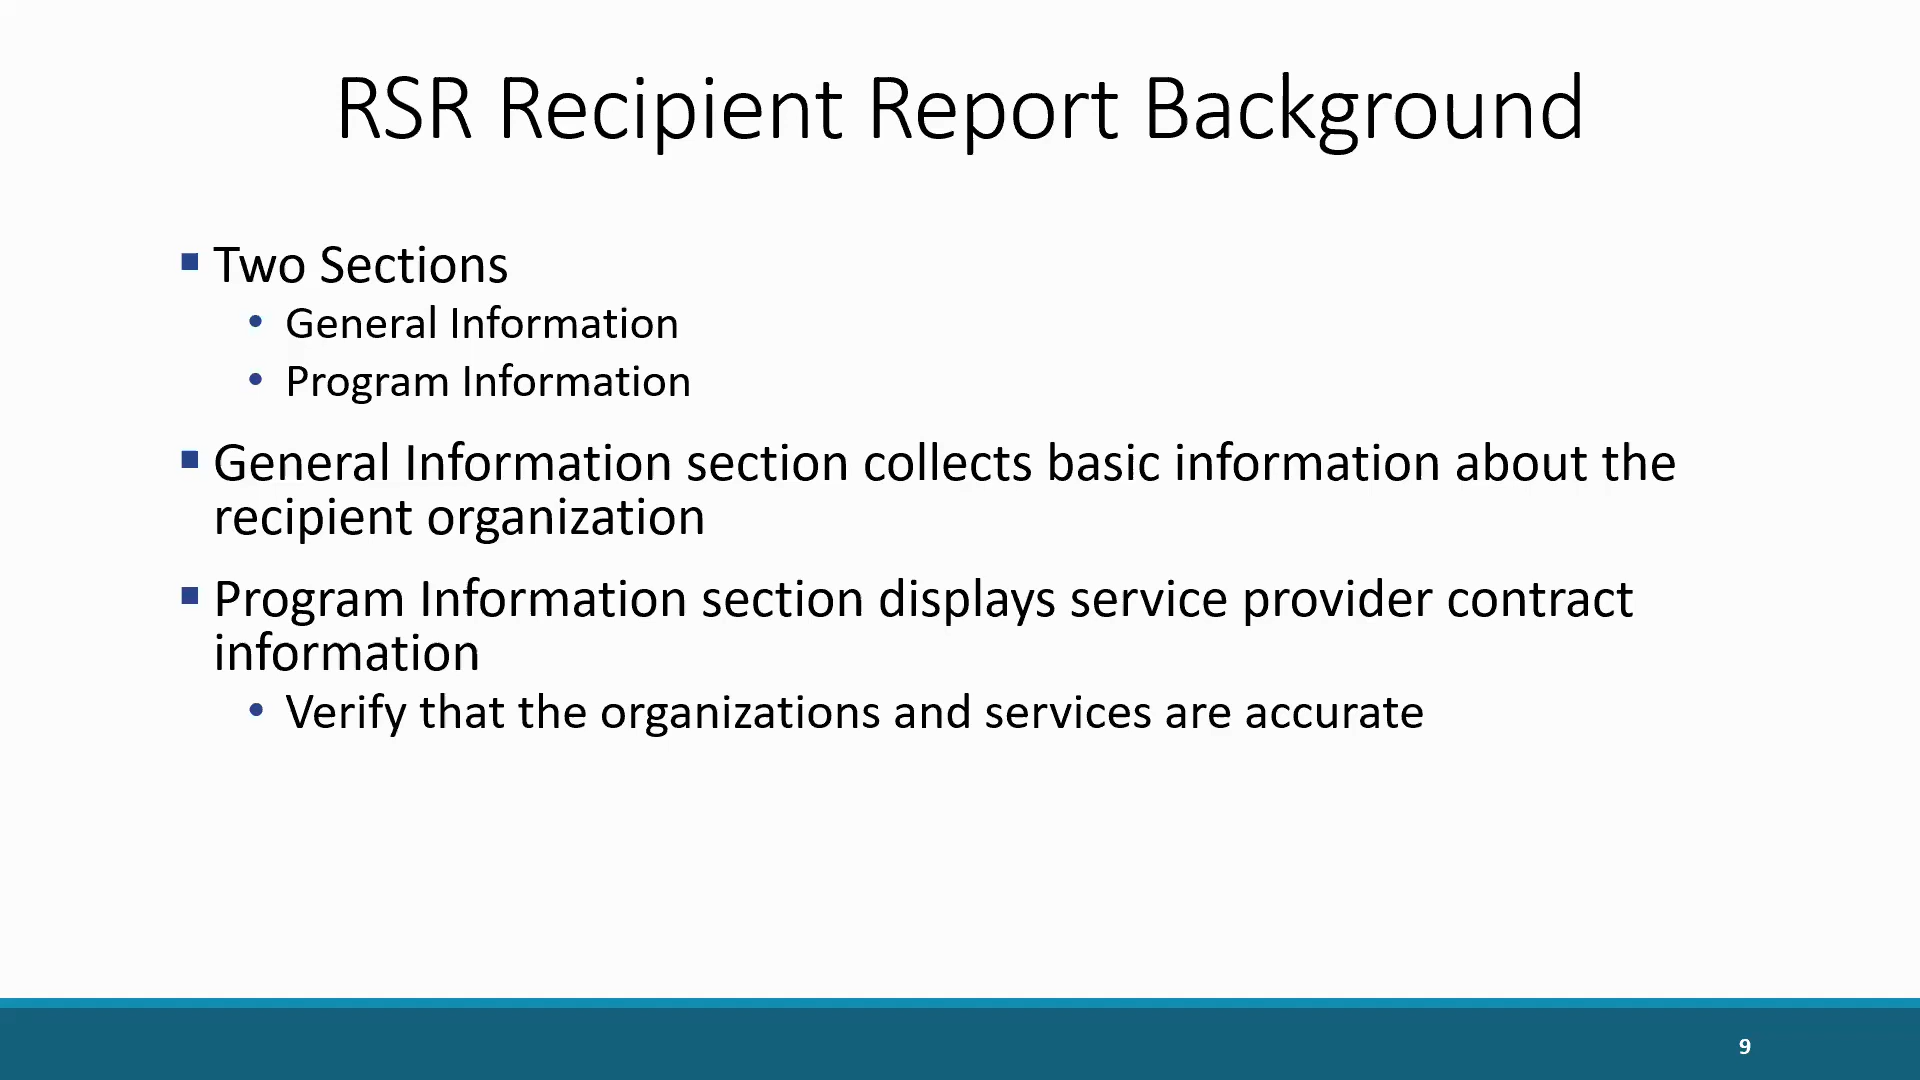 RSR Recipient Report Background
▪ Two Sections
• General Information
• Program Information
▪ General Information section collects basic information about the
recipient organization
▪ Program Information section displays service provider contract
information
• Verify that the organizations and services are accurate
9